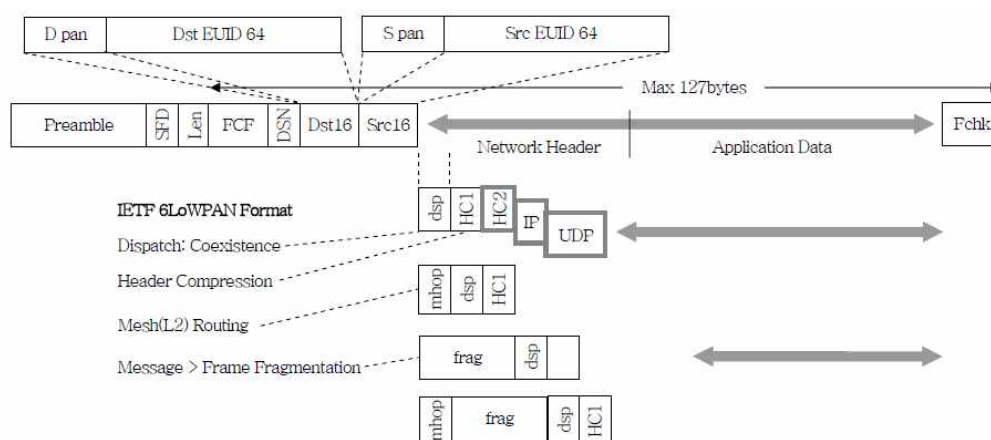 D pan Dst EUID 64 S pan Src EUID 64
Max 127bytes
Preamble SFD Len FCF DSN Dst16 Src16 Fchk
Network Header Application Data
IETF 6LoWPAN Format
dsp HC1 HC2 IP UDP
Dispatch: Coexistence
Header Compression
mhop dsp HC1
Mesh(L2) Routing
Message > Frame Fragmentation
frag dsp
mhop frag dsp HC1